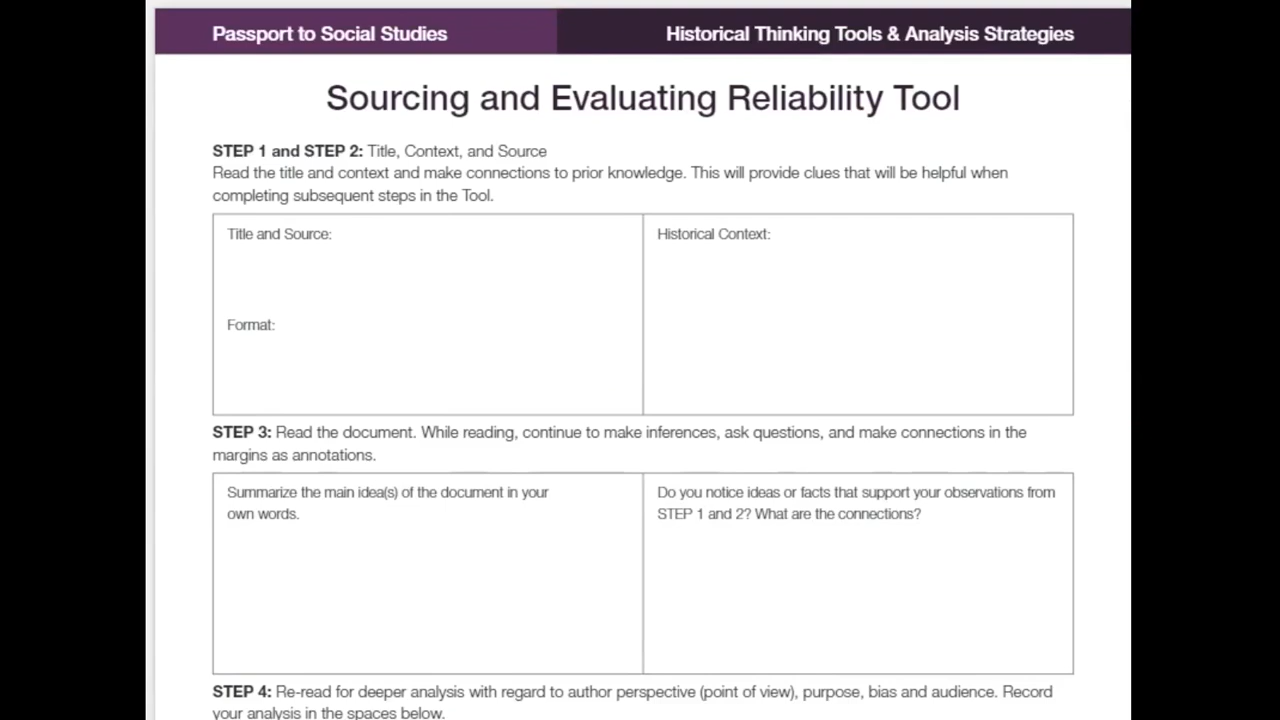 Passport to Social Studies
Historical Thinking Tools & Analysis Strategies
Sourcing and Evaluating Reliability Tool
STEP 1 and STEP 2: Title, Context, and Source
Read the title and context and make connections to prior knowledge. This will provide clues that will be helpful when
completing subsequent steps in the Tool.
Title and Source:
Format:
Historical Context:
STEP 3: Read the document. While reading, continue to make inferences, ask questions, and make connections in the
margins as annotations.
Summarize the main idea(s) of the document in your
own words.
Do you notice ideas or facts that support your observations from
STEP 1 and 2? What are the connections?
STEP 4: Re-read for deeper analysis with regard to author perspective (point of view), purpose, bias and audience. Record
your analysis in the spaces below.